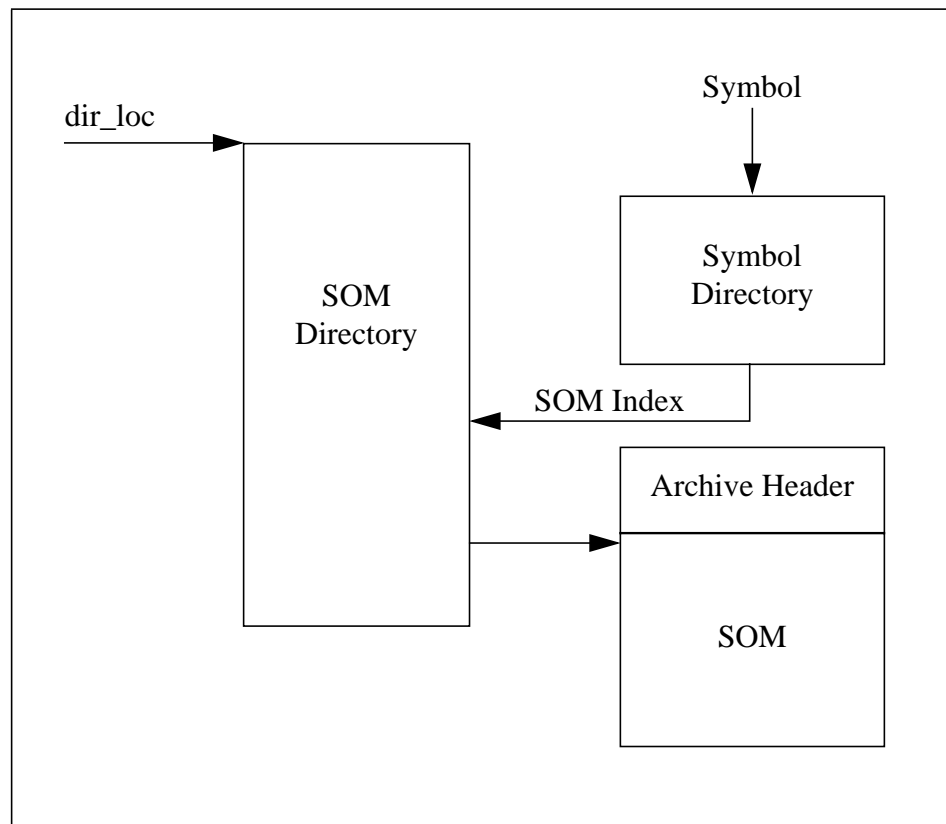 Symbol
dir_loc
Symbol
Directory
SOM
Directory
SOM Index
Archive Header
SOM